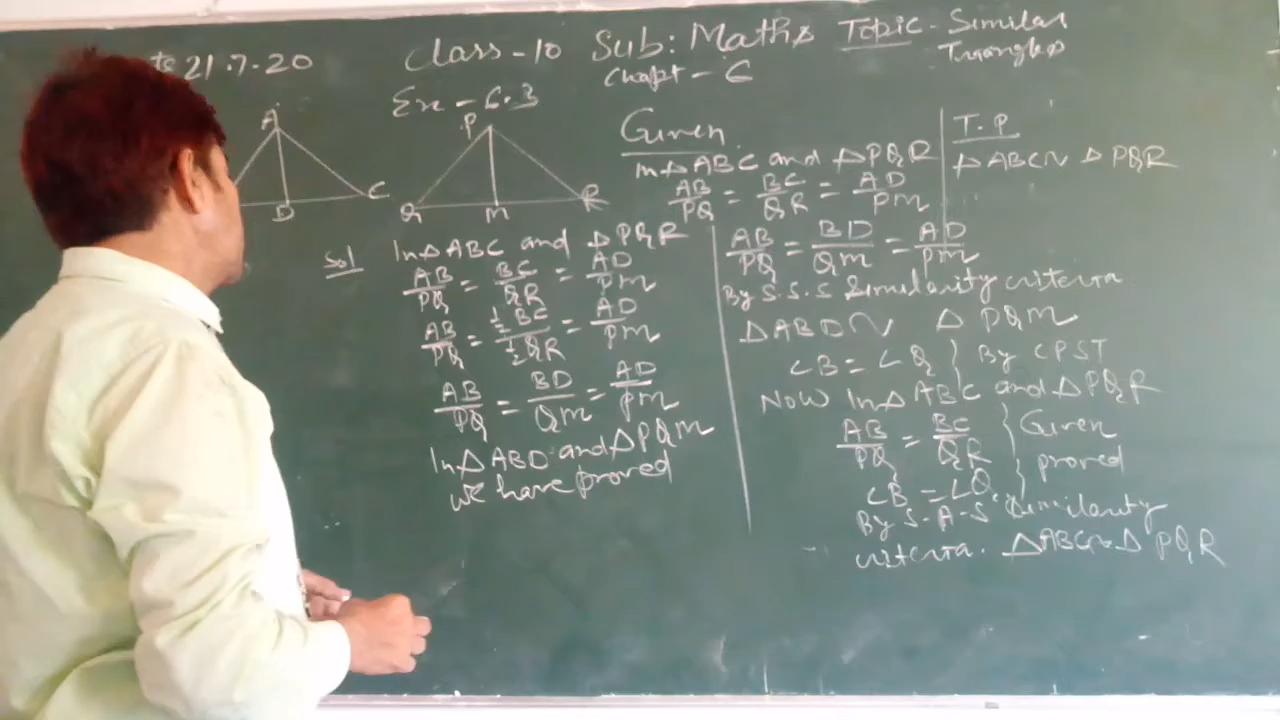 te 21.7.20 Class-10 Sub: Maths Topic - Similar
Triangles
Chapt - 6
Ex - 6.3
A
D
C
P
Q
M
R
Given
In △ABC and △PQR
AB/PQ = BC/QR = AD/PM
T.P
△ABC ~ △PQR
Sol In △ABC and △PQR
AB/PQ = BC/QR = AD/PM
AB/PQ = ½BC/½QR = AD/PM
AB/PQ = BD/QM = AD/PM
In △ABD and △PQM
we have proved
AB/PQ = BD/QM = AD/PM
By S.S.S Similarity criteria
△ABD ~ △PQM
∠B = ∠Q } By CPST
Now In △ABC and △PQR
AB/PQ = BC/QR } Given
∠B = ∠Q } proved
By S-A-S Similarity
criteria. △ABC ~ △PQR